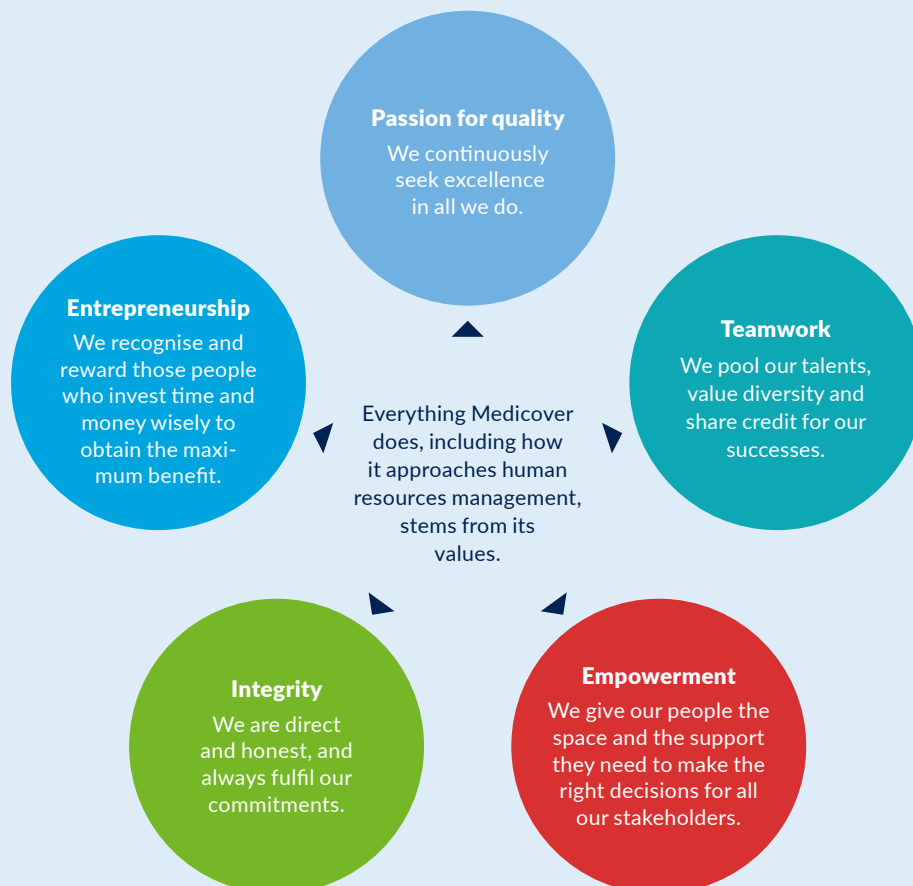 Passion for quality
We continuously
seek excellence
in all we do.
Entrepreneurship
We recognise and
reward those people
who invest time and
money wisely to
obtain the maxi-
mum benefit.
Teamwork
We pool our talents,
value diversity and
share credit for our
successes.
Everything Medicover
does, including how
it approaches human
resources management,
stems from its
values.
Integrity
We are direct
and honest, and
always fulfil our
commitments.
Empowerment
We give our people the
space and the support
they need to make the
right decisions for all
our stakeholders.